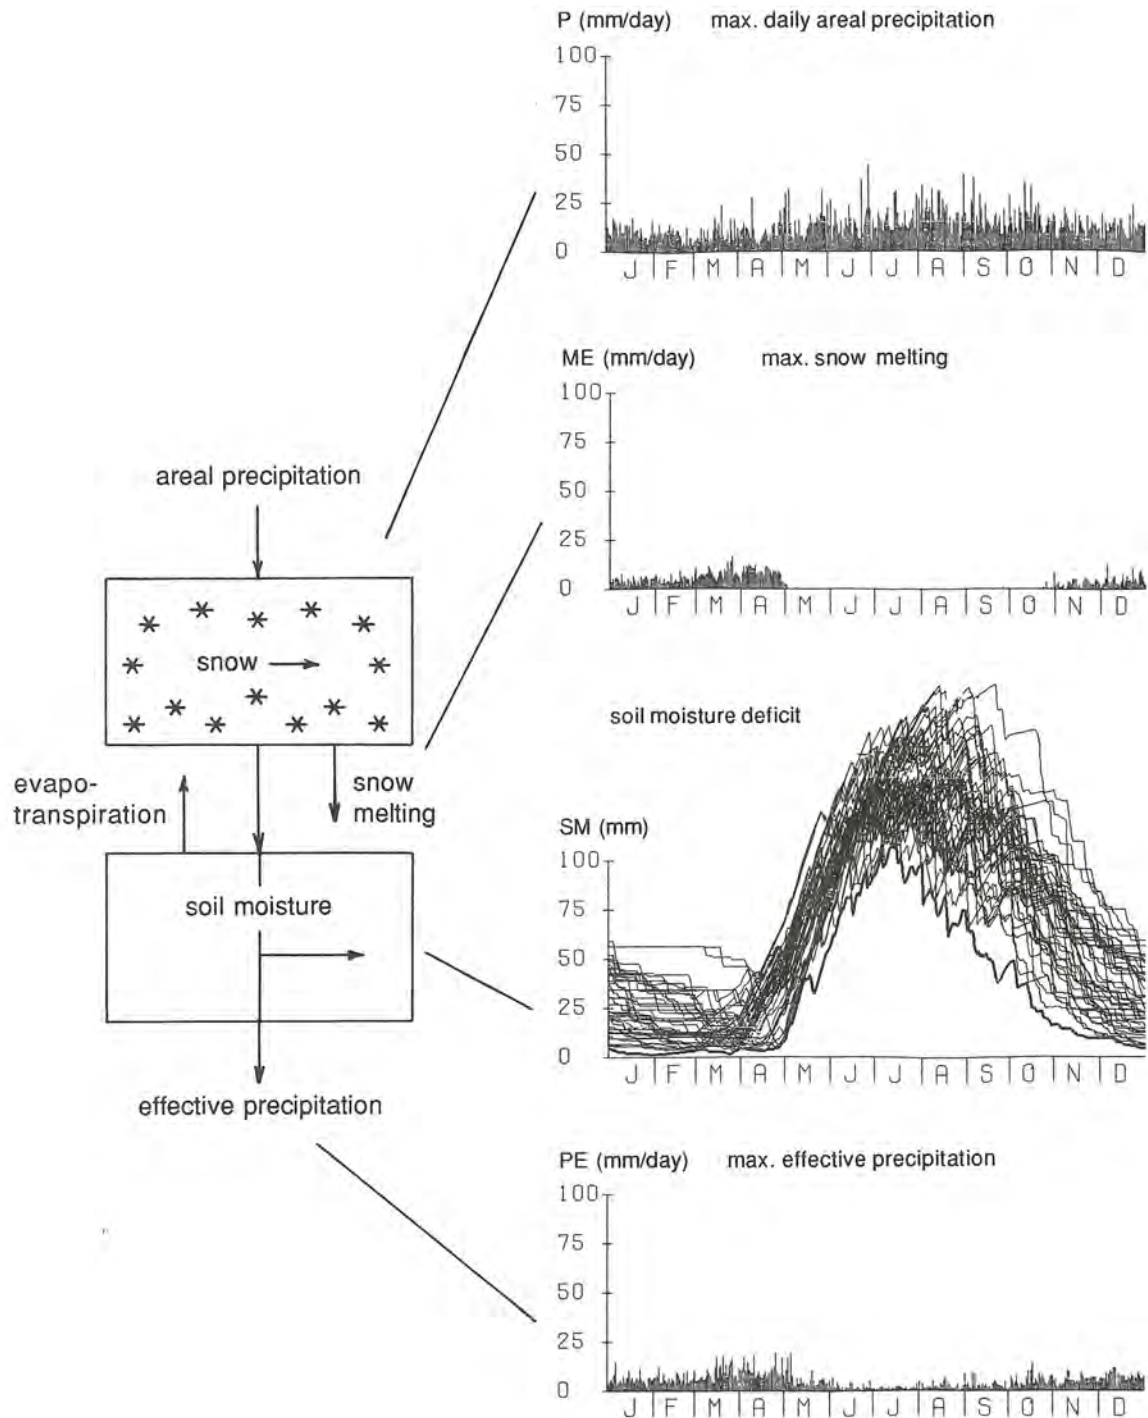 P (mm/day) max. daily areal precipitation
100
75
50
25
0
J F M A M J J A S O N D
ME (mm/day) max. snow melting
100
75
50
25
0
J F M A M J J A S O N D
areal precipitation
snow
evapo-
transpiration
snow
melting
soil moisture
effective precipitation
soil moisture deficit
SM (mm)
100
75
50
25
0
J F M A M J J A S O N D
PE (mm/day) max. effective precipitation
100
75
50
25
0
J F M A M J J A S O N D